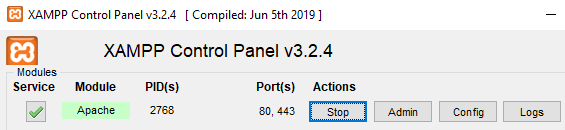 XAMPP Control Panel v3.2.4 [ Compiled: Jun 5th 2019 ]
XAMPP Control Panel v3.2.4
Modules
Service Module PID(s) Port(s) Actions
Apache 2768 80, 443 Stop Admin Config Logs